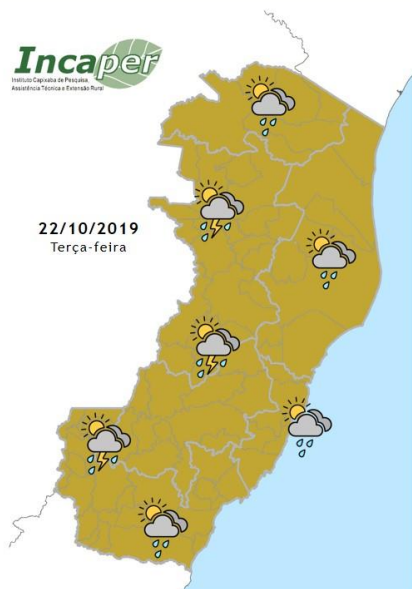 Incaper
Instituto Capixaba de Pesquisa,
Assistência Técnica e Extensão Rural
22/10/2019
Terça-feira